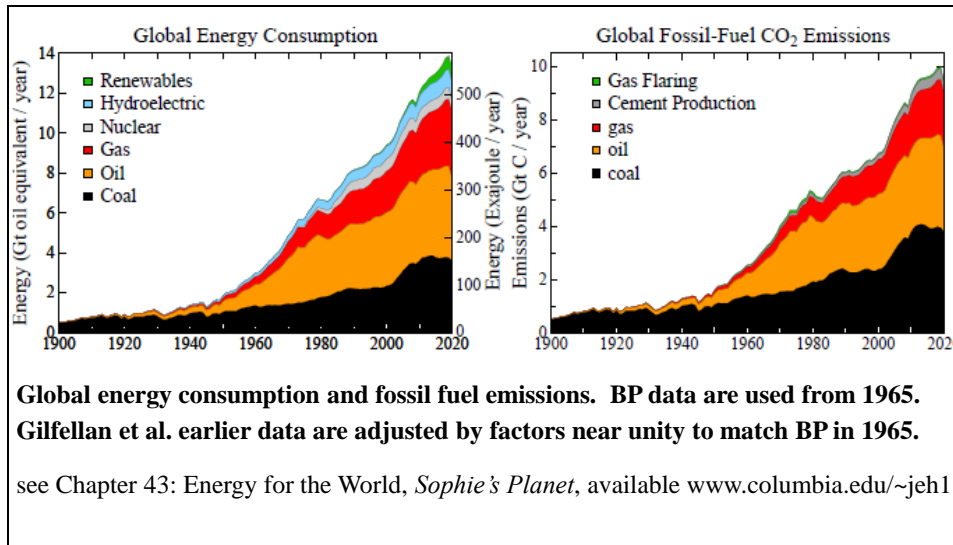 Global Energy Consumption
Energy (Gt oil equivalent / year)
14
12
10
8
6
4
2
0
Renewables
Hydroelectric
Nuclear
Gas
Oil
Coal
500
400
300
200
100
0
Energy (Exajoule / year)
1900 1920 1940 1960 1980 2000 2020
Global Fossil-Fuel CO2 Emissions
Emissions (Gt C / year)
10
8
6
4
2
0
Gas Flaring
Cement Production
gas
oil
coal
1900 1920 1940 1960 1980 2000 2020
Global energy consumption and fossil fuel emissions. BP data are used from 1965.
Gilfellan et al. earlier data are adjusted by factors near unity to match BP in 1965.
see Chapter 43: Energy for the World, Sophie's Planet, available www.columbia.edu/~jeh1